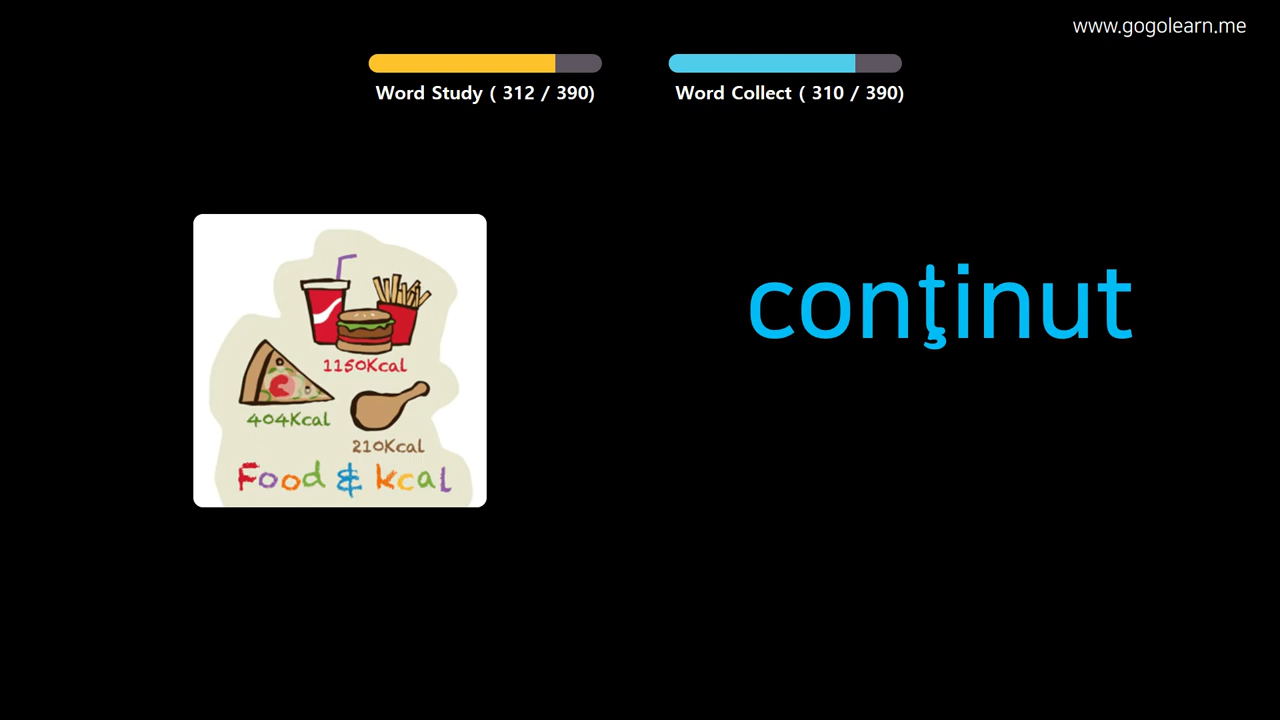 www.gogolearn.me
Word Study ( 312 / 390)
Word Collect ( 310 / 390)
1150Kcal
404Kcal
210Kcal
Food & kcal
conţinut